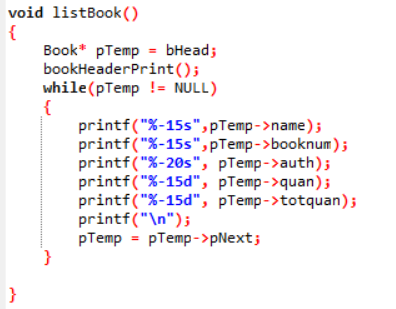 void listBook()
{
    Book* pTemp = bHead;
    bookHeaderPrint();
    while(pTemp != NULL)
    {
        printf("%-15s",pTemp->name);
        printf("%-15s",pTemp->booknum);
        printf("%-20s", pTemp->auth);
        printf("%-15d", pTemp->quan);
        printf("%-15d", pTemp->totquan);
        printf("\n");
        pTemp = pTemp->pNext;
    }
}